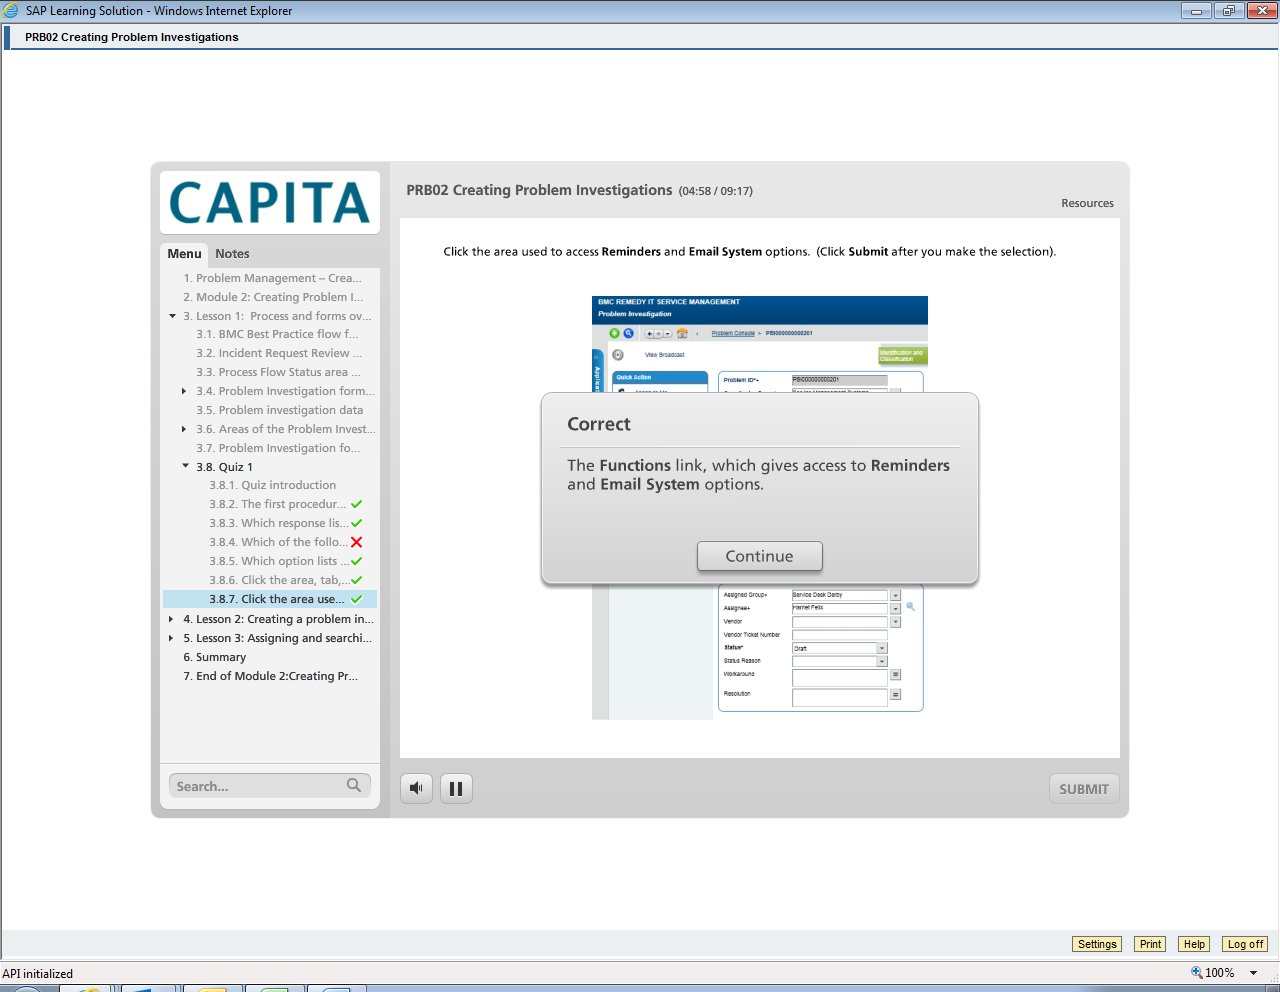 SAP Learning Solution - Windows Internet Explorer
PRB02 Creating Problem Investigations
CAPITA
PRB02 Creating Problem Investigations (04:58 / 09:17)
Resources
Menu
Notes
1. Problem Management – Crea...
2. Module 2: Creating Problem I...
3. Lesson 1: Process and forms ov...
3.1. BMC Best Practice flow f...
3.2. Incident Request Review ...
3.3. Process Flow Status area ...
3.4. Problem Investigation form...
3.5. Problem investigation data
3.6. Areas of the Problem Invest...
3.7. Problem Investigation fo...
3.8. Quiz 1
3.8.1. Quiz introduction
3.8.2. The first procedur...
3.8.3. Which response lis...
3.8.4. Which of the follo...
3.8.5. Which option lists ...
3.8.6. Click the area, tab,...
3.8.7. Click the area use...
4. Lesson 2: Creating a problem in...
5. Lesson 3: Assigning and searchi...
6. Summary
7. End of Module 2:Creating Pr...
Search...
Click the area used to access Reminders and Email System options. (Click Submit after you make the selection).
BMC REMEDY IT SERVICE MANAGEMENT
Problem Investigation
Problem Console > PBI000000000201
View Broadcast
Identification and
Classification
Quick Action
Problem ID*+
PBI000000000201
Correct
The Functions link, which gives access to Reminders
and Email System options.
Continue
Assigned Group+
Service Desk Derby
Assignee+
Harriet Felix
Vendor
Vendor Ticket Number
Status*
Draft
Status Reason
Workaround
Resolution
SUBMIT
Settings
Print
Help
Log off
API initialized
100%